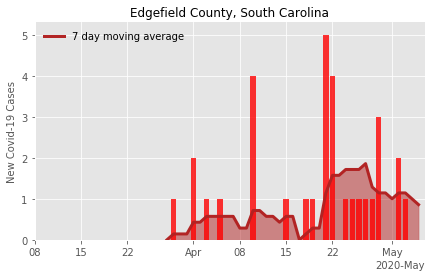 Edgefield County, South Carolina
7 day moving average
New Covid-19 Cases
5
4
3
2
1
0
08 15 22 Apr 08 15 22 May
2020-May